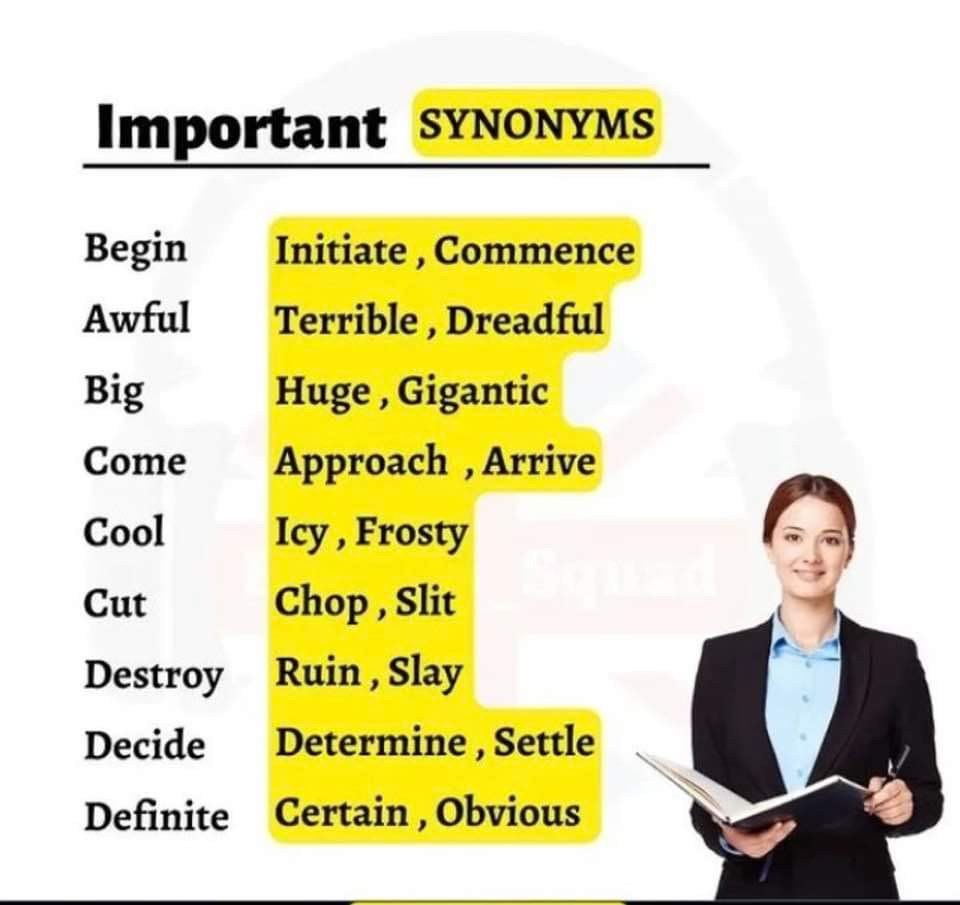 Important SYNONYMS
Begin Initiate , Commence
Awful Terrible , Dreadful
Big Huge , Gigantic
Come Approach , Arrive
Cool Icy , Frosty
Cut Chop , Slit
Destroy Ruin , Slay
Decide Determine , Settle
Definite Certain , Obvious
Squad